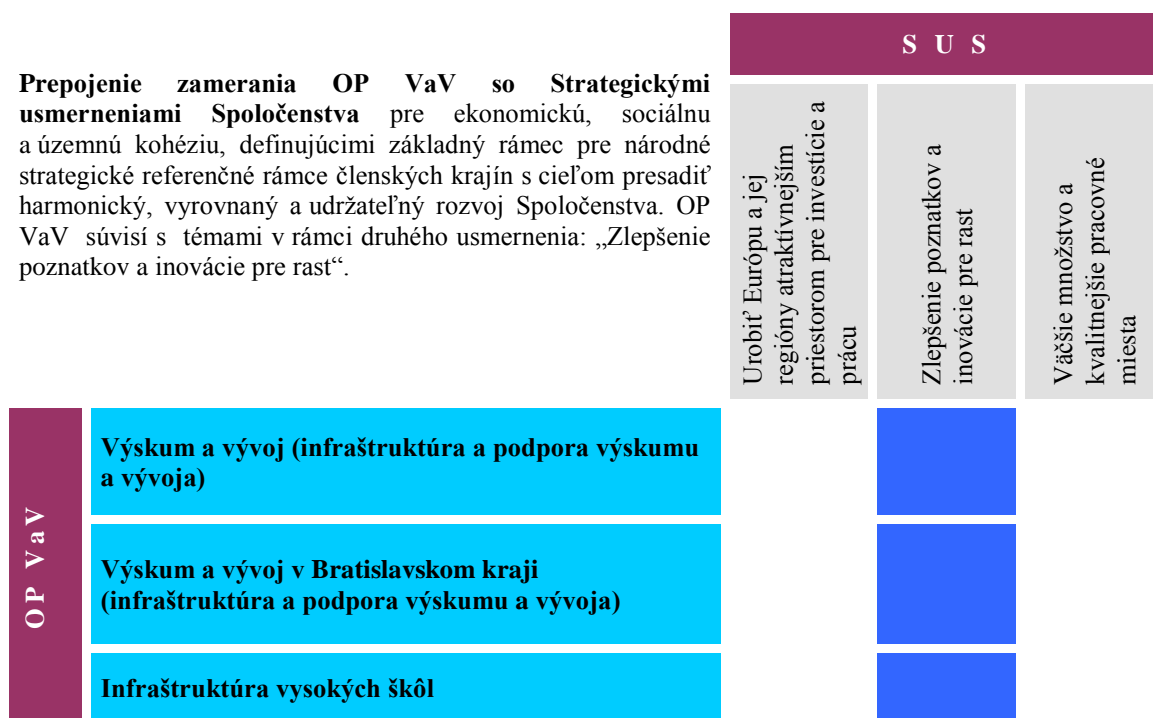 S U S
Prepojenie zamerania OP VaV so Strategickými
usmerneniami Spoločenstva pre ekonomickú, sociálnu
a územnú kohéziu, definujúcimi základný rámec pre národné
strategické referenčné rámce členských krajín s cieľom presadiť
harmonický, vyrovnaný a udržateľný rozvoj Spoločenstva. OP
VaV súvisí s témami v rámci druhého usmernenia: „Zlepšenie
poznatkov a inovácie pre rast“.
Urobiť Európu a jej
regióny atraktívnejším
priestorom pre investície a
prácu
Zlepšenie poznatkov a
inovácie pre rast
Väčšie množstvo a
kvalitnejšie pracovné
miesta
OP VaV
Výskum a vývoj (infraštruktúra a podpora výskumu
a vývoja)
Výskum a vývoj v Bratislavskom kraji
(infraštruktúra a podpora výskumu a vývoja)
Infraštruktúra vysokých škôl